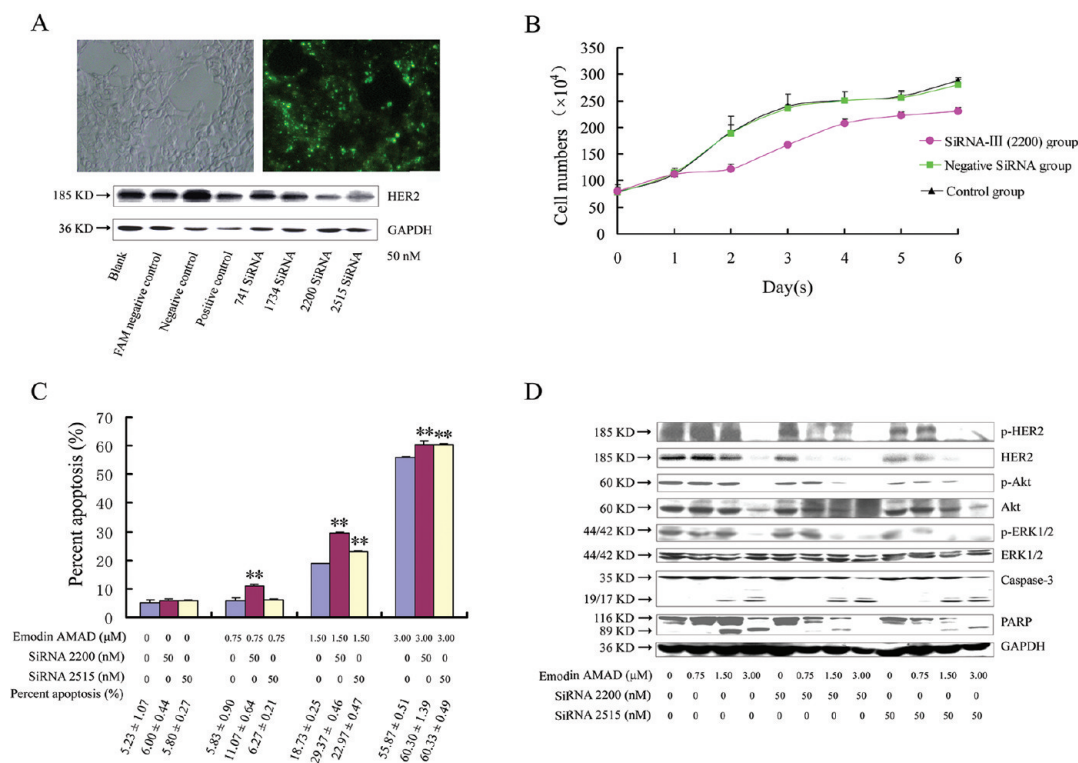 A
185 KD
HER2
36 KD
GAPDH
50 nM
Blank
FAM negative control
Negative control
Positive control
741 SiRNA
1734 SiRNA
2200 SiRNA
2515 SiRNA
B
Cell numbers (×10⁴)
350
300
250
200
150
100
50
0
0 1 2 3 4 5 6
Day(s)
SiRNA-III (2200) group
Negative SiRNA group
Control group
C
Percent apoptosis (%)
70
60
50
40
30
20
10
0
**
** **
** **
Emodin AMAD (μM) 0 0 0 0.75 0.75 0.75 1.50 1.50 1.50 3.00 3.00 3.00
SiRNA 2200 (nM) 0 50 0 0 50 0 0 50 0 0 50 0
SiRNA 2515 (nM) 0 0 50 0 0 50 0 0 50 0 0 50
Percent apoptosis (%)
5.23 ± 1.07
6.00 ± 0.44
5.80 ± 0.27
5.83 ± 0.90
11.07 ± 0.64
6.27 ± 0.21
18.73 ± 0.25
29.37 ± 0.46
22.97 ± 0.47
55.87 ± 0.51
60.30 ± 1.39
60.33 ± 0.49
D
185 KD p-HER2
185 KD HER2
60 KD p-Akt
60 KD Akt
44/42 KD p-ERK1/2
44/42 KD ERK1/2
35 KD Caspase-3
19/17 KD
116 KD PARP
89 KD
36 KD GAPDH
Emodin AMAD (μM) 0 0.75 1.50 3.00 0 0.75 1.50 3.00 0 0.75 1.50 3.00
SiRNA 2200 (nM) 0 0 0 0 50 50 50 50 0 0 0 0
SiRNA 2515 (nM) 0 0 0 0 0 0 0 0 50 50 50 50